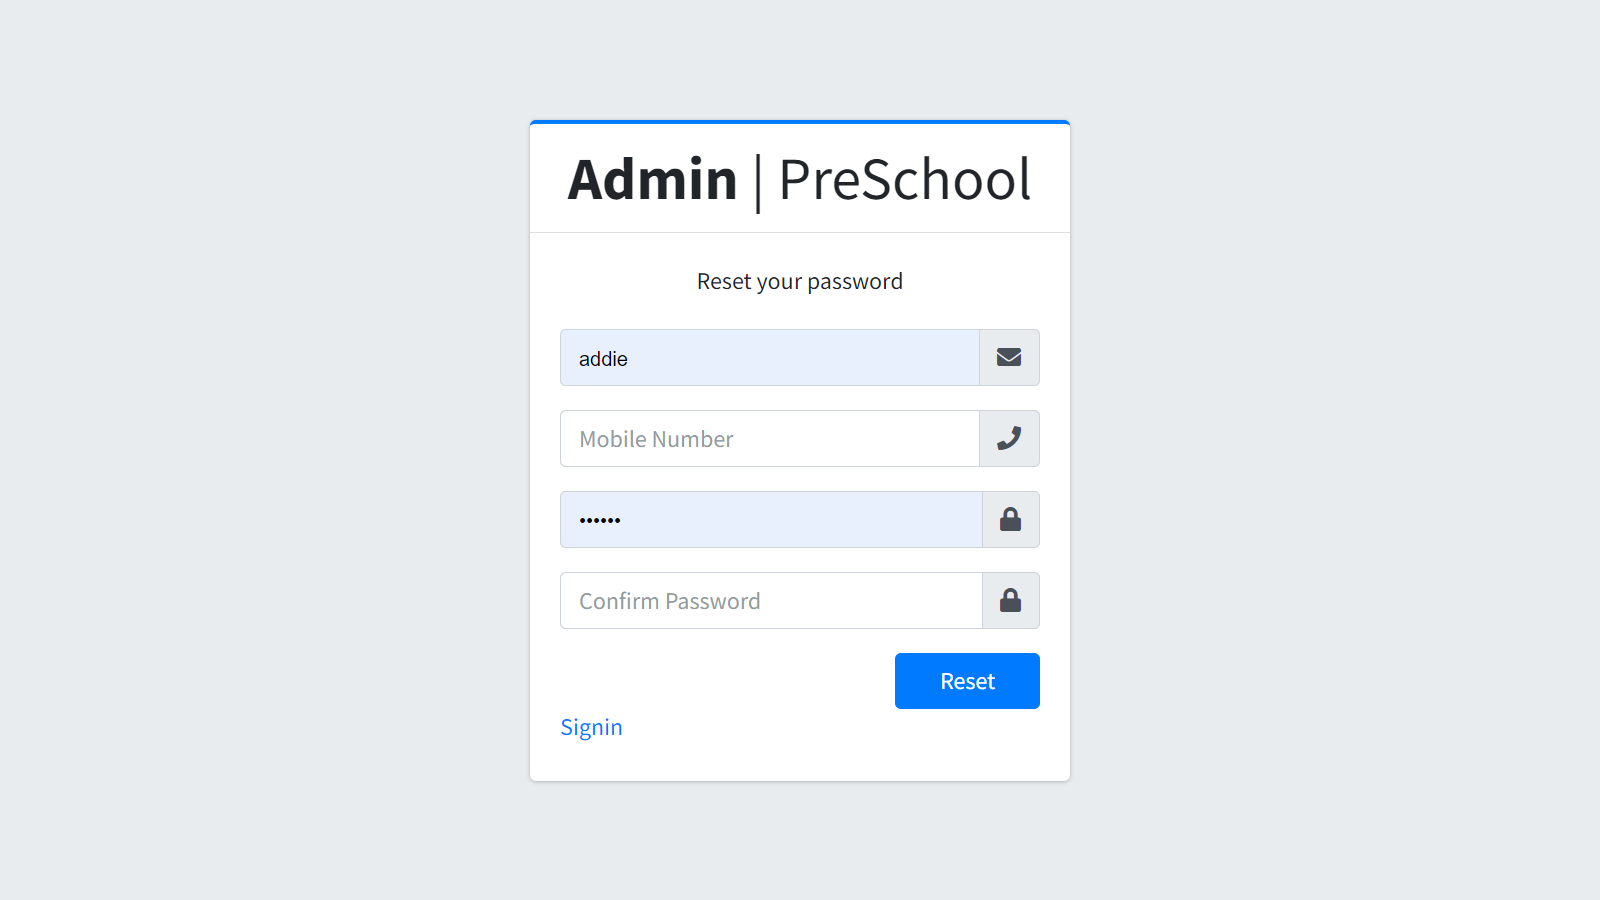 Admin | PreSchool
Reset your password
addie
Mobile Number
••••••
Confirm Password
Reset
Signin